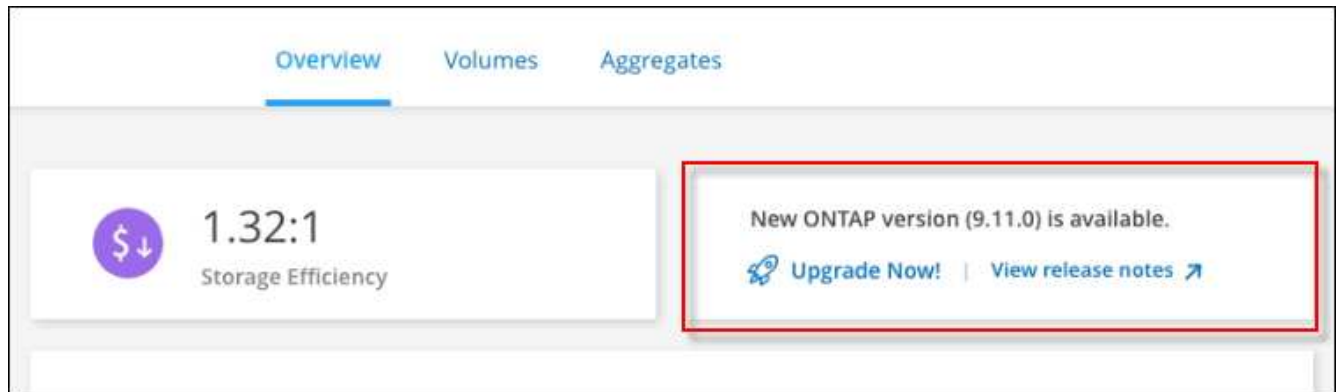 Overview Volumes Aggregates
1.32:1
Storage Efficiency
New ONTAP version (9.11.0) is available.
Upgrade Now! | View release notes